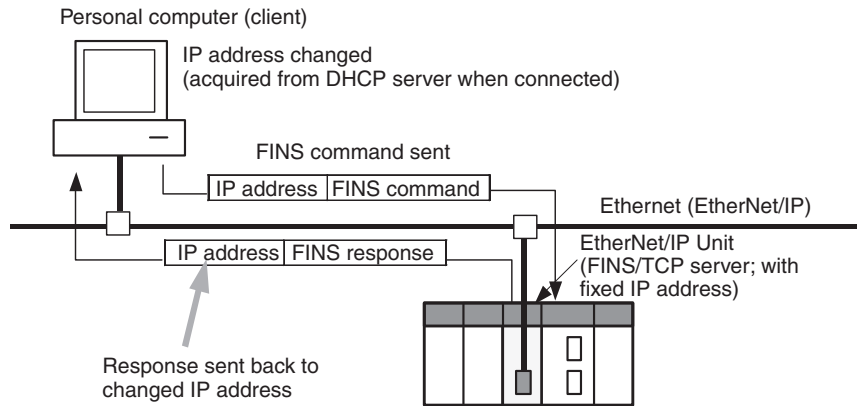 Personal computer (client)
IP address changed
(acquired from DHCP server when connected)
FINS command sent
IP address FINS command
Ethernet (EtherNet/IP)
IP address FINS response
EtherNet/IP Unit
(FINS/TCP server; with
fixed IP address)
Response sent back to
changed IP address